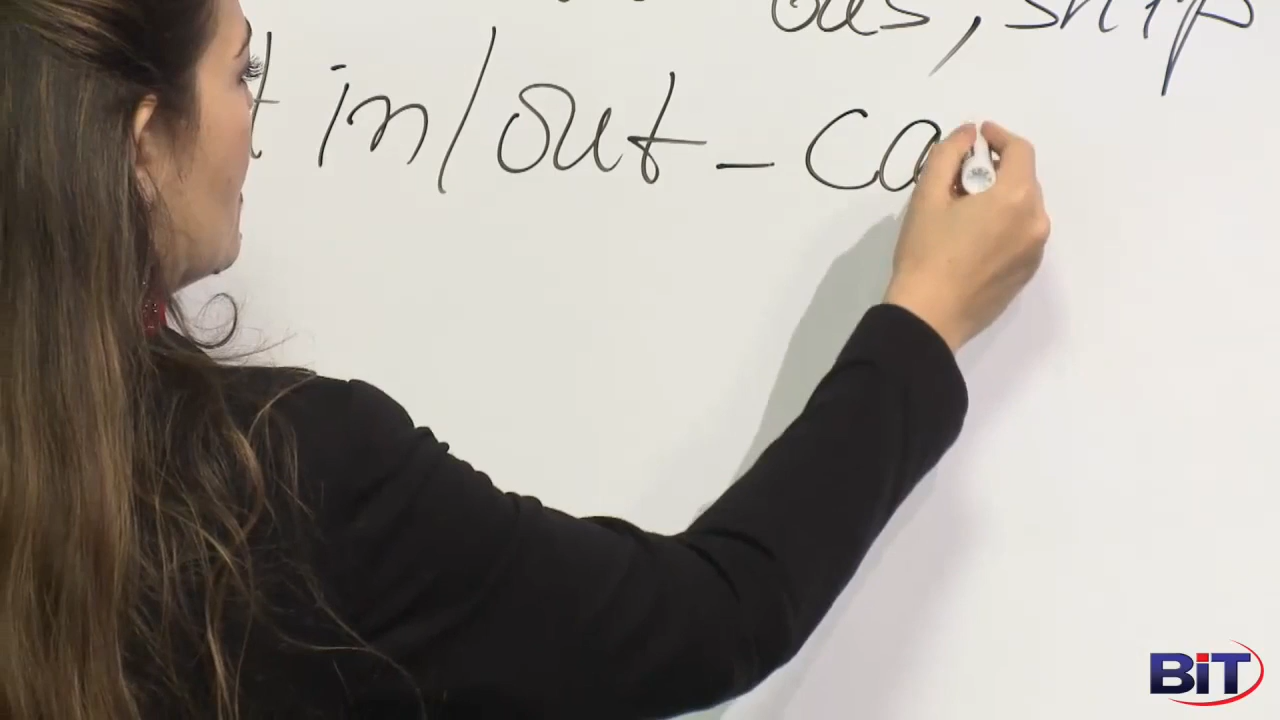 bus, ship
t in/out - ca
BiT